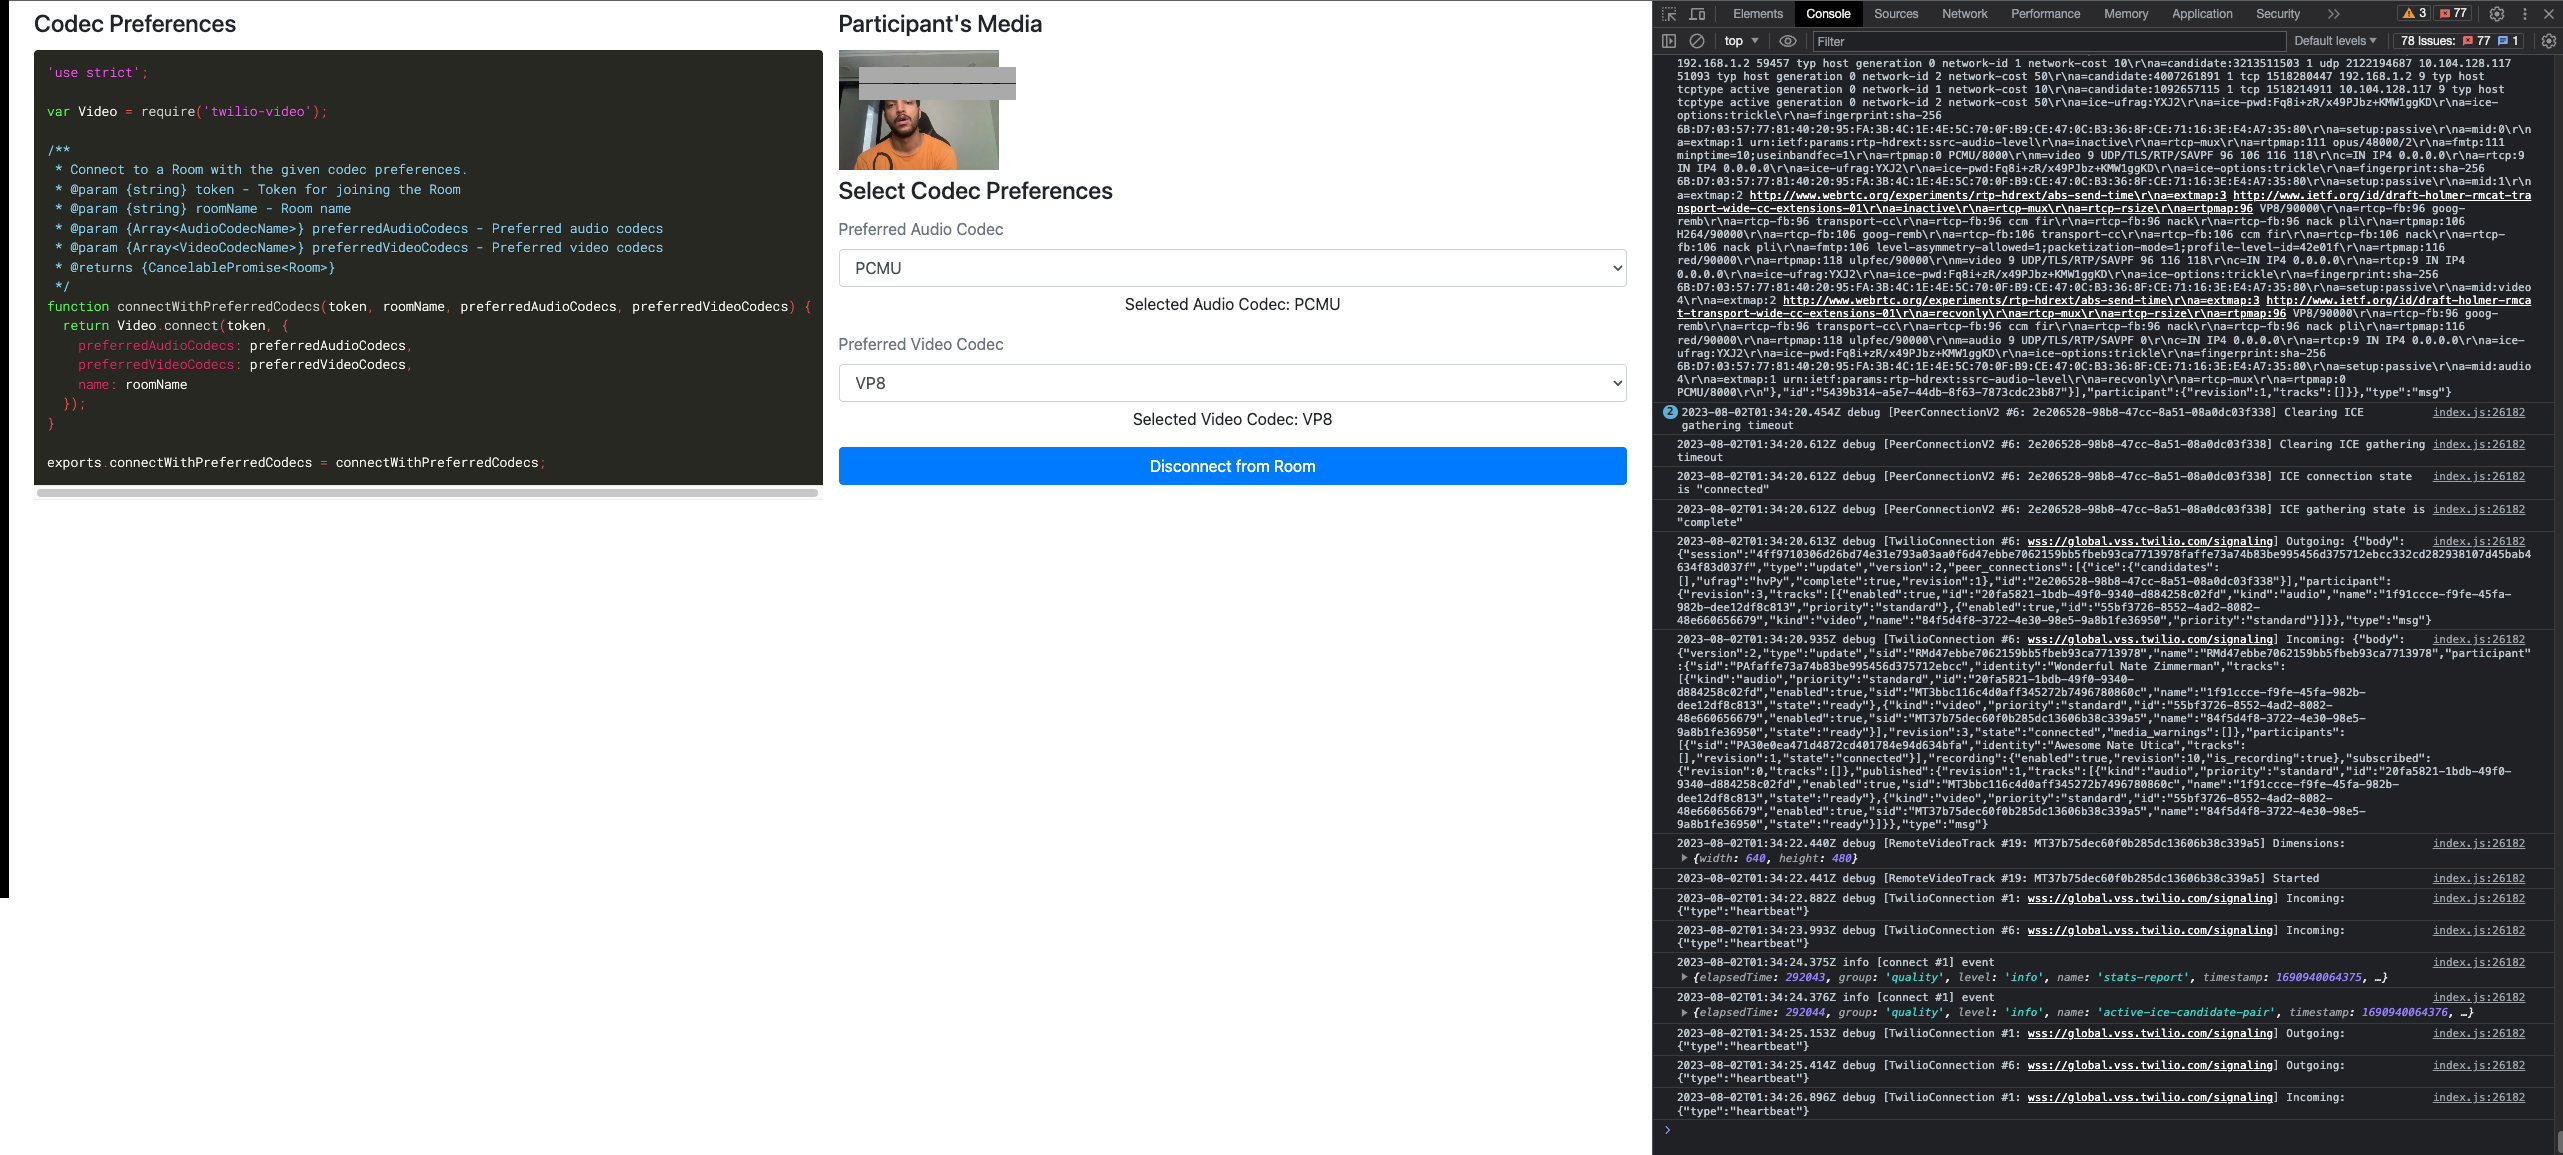 Codec Preferences
'use strict';
var Video = require('twilio-video');
/**
* Connect to a Room with the given codec preferences.
* @param {string} token - Token for joining the Room
* @param {string} roomName - Room name
* @param {Array<AudioCodecName>} preferredAudioCodecs - Preferred audio codecs
* @param {Array<VideoCodecName>} preferredVideoCodecs - Preferred video codecs
* @returns {CancelablePromise<Room>}
*/
function connectWithPreferredCodecs(token, roomName, preferredAudioCodecs, preferredVideoCodecs) {
return Video.connect(token, {
preferredAudioCodecs: preferredAudioCodecs,
preferredVideoCodecs: preferredVideoCodecs,
name: roomName
});
}
exports.connectWithPreferredCodecs = connectWithPreferredCodecs;
Participant's Media
Select Codec Preferences
Preferred Audio Codec
PCMU
Selected Audio Codec: PCMU
Preferred Video Codec
VP8
Selected Video Codec: VP8
Disconnect from Room
Elements Console Sources Network Performance Memory Application Security 3 77
top Filter Default levels 78 Issues: 77 1
192.168.1.2 59457 typ host generation 0 network-id 1 network-cost 10\r\na=candidate:3213511503 1 udp 2122194687 10.104.128.117
51093 typ host generation 0 network-id 2 network-cost 50\r\na=candidate:4007261891 1 tcp 1518280447 192.168.1.2 9 typ host
tcptype active generation 0 network-id 1 network-cost 10\r\na=candidate:1092657115 1 tcp 1518214911 10.104.128.117 9 typ host
tcptype active generation 0 network-id 2 network-cost 50\r\na=ice-ufrag:YXJ2\r\na=ice-pwd:Fq8i+zR/x49PJbz+KMW1ggKD\r\na=ice-
options:trickle\r\na=fingerprint:sha-256
6B:D7:03:57:77:81:40:20:95:FA:3B:4C:1E:4E:5C:70:0F:B9:CE:47:0C:B3:36:8F:CE:71:16:3E:E4:A7:35:80\r\na=setup:passive\r\na=mid:0\r\n
a=extmap:1 urn:ietf:params:rtp-hdrext:ssrc-audio-level\r\na=inactive\r\na=rtcp-mux\r\na=rtpmap:111 opus/48000/2\r\na=fmtp:111
minptime=10;useinbandfec=1\r\na=rtpmap:0 PCMU/8000\r\nm=video 9 UDP/TLS/RTP/SAVPF 96 106 116 118\r\nc=IN IP4 0.0.0.0\r\na=rtcp:9
IN IP4 0.0.0.0\r\na=ice-ufrag:YXJ2\r\na=ice-pwd:Fq8i+zR/x49PJbz+KMW1ggKD\r\na=ice-options:trickle\r\na=fingerprint:sha-256
6B:D7:03:57:77:81:40:20:95:FA:3B:4C:1E:4E:5C:70:0F:B9:CE:47:0C:B3:36:8F:CE:71:16:3E:E4:A7:35:80\r\na=setup:passive\r\na=mid:1\r\n
a=extmap:2 http://www.webrtc.org/experiments/rtp-hdrext/abs-send-time\r\na=extmap:3 http://www.ietf.org/id/draft-holmer-rmcat-tra
nsport-wide-cc-extensions-01\r\na=inactive\r\na=rtcp-mux\r\na=rtcp-rsize\r\na=rtpmap:96 VP8/90000\r\na=rtcp-fb:96 goog-
remb\r\na=rtcp-fb:96 transport-cc\r\na=rtcp-fb:96 ccm fir\r\na=rtcp-fb:96 nack\r\na=rtcp-fb:96 nack pli\r\na=rtpmap:106
H264/90000\r\na=rtcp-fb:106 goog-remb\r\na=rtcp-fb:106 transport-cc\r\na=rtcp-fb:106 ccm fir\r\na=rtcp-fb:106 nack\r\na=rtcp-
fb:106 nack pli\r\na=fmtp:106 level-asymmetry-allowed=1;packetization-mode=1;profile-level-id=42e01f\r\na=rtpmap:116
red/90000\r\na=rtpmap:118 ulpfec/90000\r\nm=video 9 UDP/TLS/RTP/SAVPF 96 116 118\r\nc=IN IP4 0.0.0.0\r\na=rtcp:9 IN IP4
0.0.0.0\r\na=ice-ufrag:YXJ2\r\na=ice-pwd:Fq8i+zR/x49PJbz+KMW1ggKD\r\na=ice-options:trickle\r\na=fingerprint:sha-256
6B:D7:03:57:77:81:40:20:95:FA:3B:4C:1E:4E:5C:70:0F:B9:CE:47:0C:B3:36:8F:CE:71:16:3E:E4:A7:35:80\r\na=setup:passive\r\na=mid:video
4\r\na=extmap:2 http://www.webrtc.org/experiments/rtp-hdrext/abs-send-time\r\na=extmap:3 http://www.ietf.org/id/draft-holmer-rmca
t-transport-wide-cc-extensions-01\r\na=recvonly\r\na=rtcp-mux\r\na=rtcp-rsize\r\na=rtpmap:96 VP8/90000\r\na=rtcp-fb:96 goog-
remb\r\na=rtcp-fb:96 transport-cc\r\na=rtcp-fb:96 ccm fir\r\na=rtcp-fb:96 nack\r\na=rtcp-fb:96 nack pli\r\na=rtpmap:116
red/90000\r\na=rtpmap:118 ulpfec/90000\r\nm=audio 9 UDP/TLS/RTP/SAVPF 0\r\nc=IN IP4 0.0.0.0\r\na=rtcp:9 IN IP4 0.0.0.0\r\na=ice-
ufrag:YXJ2\r\na=ice-pwd:Fq8i+zR/x49PJbz+KMW1ggKD\r\na=ice-options:trickle\r\na=fingerprint:sha-256
6B:D7:03:57:77:81:40:20:95:FA:3B:4C:1E:4E:5C:70:0F:B9:CE:47:0C:B3:36:8F:CE:71:16:3E:E4:A7:35:80\r\na=setup:passive\r\na=mid:audio
4\r\na=extmap:1 urn:ietf:params:rtp-hdrext:ssrc-audio-level\r\na=recvonly\r\na=rtcp-mux\r\na=rtpmap:0
PCMU/8000\r\n"},"id":"5439b314-a5e7-44db-8f63-7873cdc23b87"}],"participant":{"revision":1,"tracks":[]}},"type":"msg"}
2 2023-08-02T01:34:20.454Z debug [PeerConnectionV2 #6: 2e206528-98b8-47cc-8a51-08a0dc03f338] Clearing ICE index.js:26182
gathering timeout
2023-08-02T01:34:20.612Z debug [PeerConnectionV2 #6: 2e206528-98b8-47cc-8a51-08a0dc03f338] Clearing ICE gathering index.js:26182
timeout
2023-08-02T01:34:20.612Z debug [PeerConnectionV2 #6: 2e206528-98b8-47cc-8a51-08a0dc03f338] ICE connection state index.js:26182
is "connected"
2023-08-02T01:34:20.612Z debug [PeerConnectionV2 #6: 2e206528-98b8-47cc-8a51-08a0dc03f338] ICE gathering state is index.js:26182
"complete"
2023-08-02T01:34:20.613Z debug [TwilioConnection #6: wss://global.vss.twilio.com/signaling] Outgoing: {"body": index.js:26182
{"session":"4ff9710306d26bd74e31e793a03aa0f6d47ebbe7062159bb5fbeb93ca7713978faffe73a74b83be995456d375712ebcc332cd282938107d45bab4
634f83d037f","type":"update","version":2,"peer_connections":[{"ice":{"candidates":
[],"ufrag":"hvPy","complete":true,"revision":1},"id":"2e206528-98b8-47cc-8a51-08a0dc03f338"}],"participant":
{"revision":3,"tracks":[{"enabled":true,"id":"20fa5821-1bdb-49f0-9340-d884258c02fd","kind":"audio","name":"1f91ccce-f9fe-45fa-
982b-dee12df8c813","priority":"standard"},{"enabled":true,"id":"55bf3726-8552-4ad2-8082-
48e660656679","kind":"video","name":"84f5d4f8-3722-4e30-98e5-9a8b1fe36950","priority":"standard"}]}},"type":"msg"}
2023-08-02T01:34:20.935Z debug [TwilioConnection #6: wss://global.vss.twilio.com/signaling] Incoming: {"body": index.js:26182
{"version":2,"type":"update","sid":"RMd47ebbe7062159bb5fbeb93ca7713978","name":"RMd47ebbe7062159bb5fbeb93ca7713978","participant"
:{"sid":"PAfaffe73a74b83be995456d375712ebcc","identity":"Wonderful Nate Zimmerman","tracks":
[{"kind":"audio","priority":"standard","id":"20fa5821-1bdb-49f0-9340-
d884258c02fd","enabled":true,"sid":"MT3bbc116c4d0aff345272b7496780860c","name":"1f91ccce-f9fe-45fa-982b-
dee12df8c813","state":"ready"},{"kind":"video","priority":"standard","id":"55bf3726-8552-4ad2-8082-
48e660656679","enabled":true,"sid":"MT37b75dec60f0b285dc13606b38c339a5","name":"84f5d4f8-3722-4e30-98e5-
9a8b1fe36950","state":"ready"}],"revision":3,"state":"connected","media_warnings":[]},"participants":
[{"sid":"PA30e0ea471d4872cd401784e94d634bfa","identity":"Awesome Nate Utica","tracks":
[],"revision":1,"state":"connected"}],"recording":{"enabled":true,"revision":10,"is_recording":true},"subscribed":
{"revision":0,"tracks":[]},"published":{"revision":1,"tracks":[{"kind":"audio","priority":"standard","id":"20fa5821-1bdb-49f0-
9340-d884258c02fd","enabled":true,"sid":"MT3bbc116c4d0aff345272b7496780860c","name":"1f91ccce-f9fe-45fa-982b-
dee12df8c813","state":"ready"},{"kind":"video","priority":"standard","id":"55bf3726-8552-4ad2-8082-
48e660656679","enabled":true,"sid":"MT37b75dec60f0b285dc13606b38c339a5","name":"84f5d4f8-3722-4e30-98e5-
9a8b1fe36950","state":"ready"}]}},"type":"msg"}
2023-08-02T01:34:22.440Z debug [RemoteVideoTrack #19: MT37b75dec60f0b285dc13606b38c339a5] Dimensions: index.js:26182
{width: 640, height: 480}
2023-08-02T01:34:22.441Z debug [RemoteVideoTrack #19: MT37b75dec60f0b285dc13606b38c339a5] Started index.js:26182
2023-08-02T01:34:22.882Z debug [TwilioConnection #1: wss://global.vss.twilio.com/signaling] Incoming: index.js:26182
{"type":"heartbeat"}
2023-08-02T01:34:23.993Z debug [TwilioConnection #6: wss://global.vss.twilio.com/signaling] Incoming: index.js:26182
{"type":"heartbeat"}
2023-08-02T01:34:24.375Z info [connect #1] event index.js:26182
{elapsedTime: 292043, group: 'quality', level: 'info', name: 'stats-report', timestamp: 1690940064375, …}
2023-08-02T01:34:24.376Z info [connect #1] event index.js:26182
{elapsedTime: 292044, group: 'quality', level: 'info', name: 'active-ice-candidate-pair', timestamp: 1690940064376, …}
2023-08-02T01:34:25.153Z debug [TwilioConnection #1: wss://global.vss.twilio.com/signaling] Outgoing: index.js:26182
{"type":"heartbeat"}
2023-08-02T01:34:25.414Z debug [TwilioConnection #6: wss://global.vss.twilio.com/signaling] Outgoing: index.js:26182
{"type":"heartbeat"}
2023-08-02T01:34:26.896Z debug [TwilioConnection #1: wss://global.vss.twilio.com/signaling] Incoming: index.js:26182
{"type":"heartbeat"}